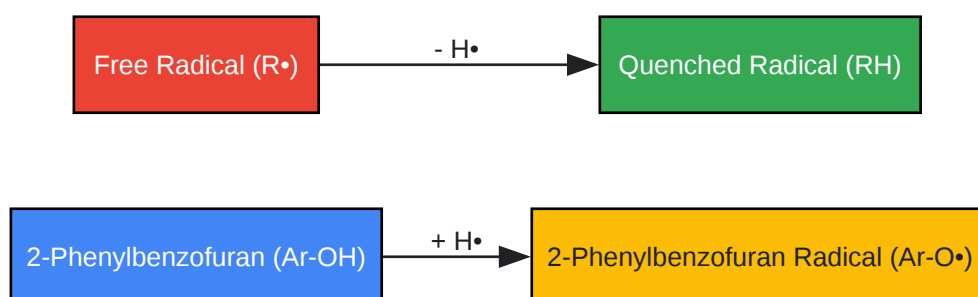 Free Radical (R•)
- H•
Quenched Radical (RH)
2-Phenylbenzofuran (Ar-OH)
+ H•
2-Phenylbenzofuran Radical (Ar-O•)